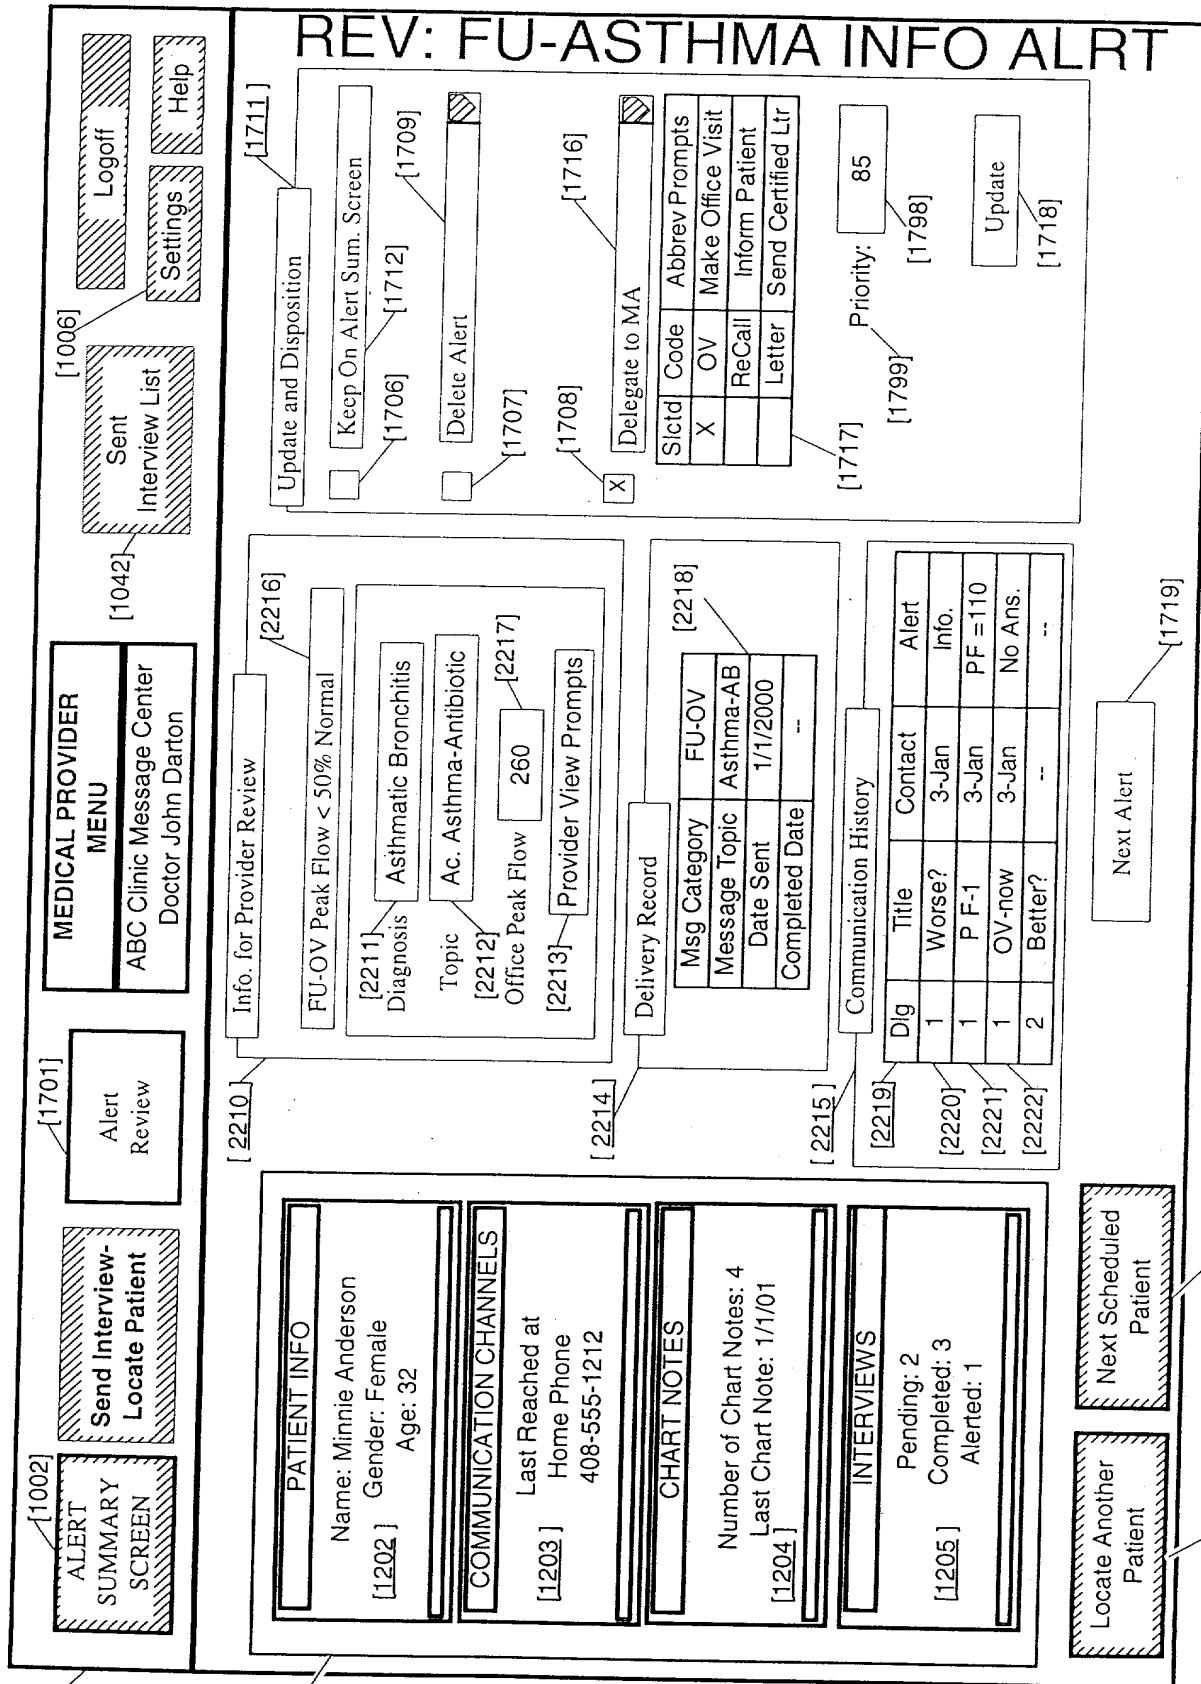 [1002]
ALERT
SUMMARY
SCREEN
Send Interview-
Locate Patient
[1701]
Alert
Review
MEDICAL PROVIDER
MENU
ABC Clinic Message Center
Doctor John Darton
[1042]
Sent
Interview List
[1006]
Logoff
Settings
Help
REV: FU-ASTHMA INFO ALRT
PATIENT INFO
Name: Minnie Anderson
Gender: Female
Age: 32
[1202 ]
COMMUNICATION CHANNELS
Last Reached at
Home Phone
408-555-1212
[1203 ]
CHART NOTES
Number of Chart Notes: 4
Last Chart Note: 1/1/01
[1204]
INTERVIEWS
Pending: 2
Completed: 3
Alerted: 1
[1205 ]
Locate Another
Patient
Next Scheduled
Patient
[ 2210 ]
Info. for Provider Review
[2216]
FU-OV Peak Flow < 50% Normal
[2211]
Diagnosis
Asthmatic Bronchitis
Topic
Ac. Asthma-Antibiotic
[2212]
Office Peak Flow
260
[2217]
[2213]
Provider View Prompts
[ 2214 ]
Delivery Record
[2218]
Msg Category FU-OV
Message Topic Asthma-AB
Date Sent 1/1/2000
Completed Date --
[ 2215 ]
Communication History
[2219] Dlg Title Contact Alert
[2220] 1 Worse? 3-Jan Info.
[2221] 1 P F-1 3-Jan PF =110
[2222] 1 OV-now 3-Jan No Ans.
2 Better? -- --
Next Alert
[1719]
[1711]
Update and Disposition
Keep On Alert Sum. Screen
[1706]
[1712]
Delete Alert
[1707]
[1709]
[1708]
X
Delegate to MA
[1716]
Slctd Code Abbrev Prompts
X OV Make Office Visit
ReCall Inform Patient
Letter Send Certified Ltr
[1717]
[1799]
Priority:
85
[1798]
Update
[1718]